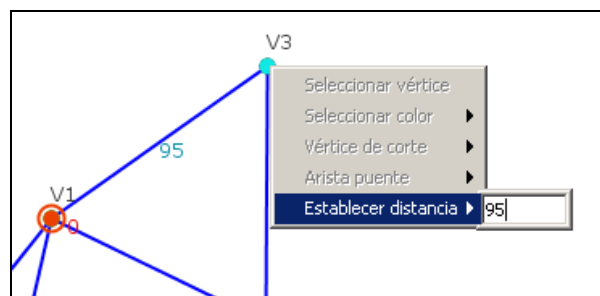 V3
Seleccionar vértice
Seleccionar color
95
Vértice de corte
Arista puente
V1
Establecer distancia
95
0